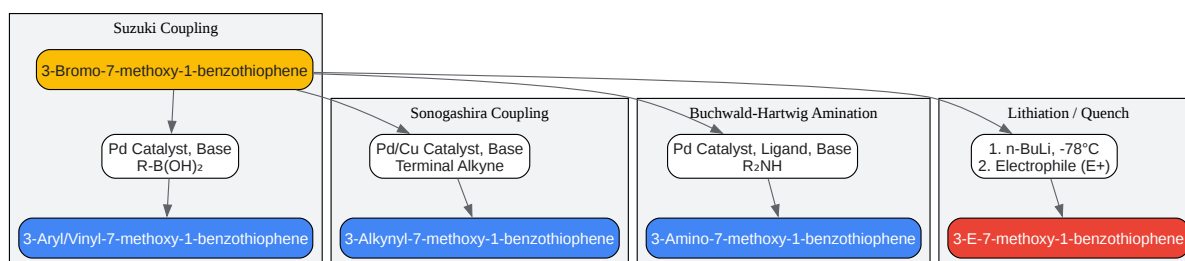 Suzuki Coupling
3-Bromo-7-methoxy-1-benzothiophene
Pd Catalyst, Base
R-B(OH)₂
3-Aryl/Vinyl-7-methoxy-1-benzothiophene
Sonogashira Coupling
Pd/Cu Catalyst, Base
Terminal Alkyne
3-Alkynyl-7-methoxy-1-benzothiophene
Buchwald-Hartwig Amination
Pd Catalyst, Ligand, Base
R₂NH
3-Amino-7-methoxy-1-benzothiophene
Lithiation / Quench
1. n-BuLi, -78°C
2. Electrophile (E+)
3-E-7-methoxy-1-benzothiophene